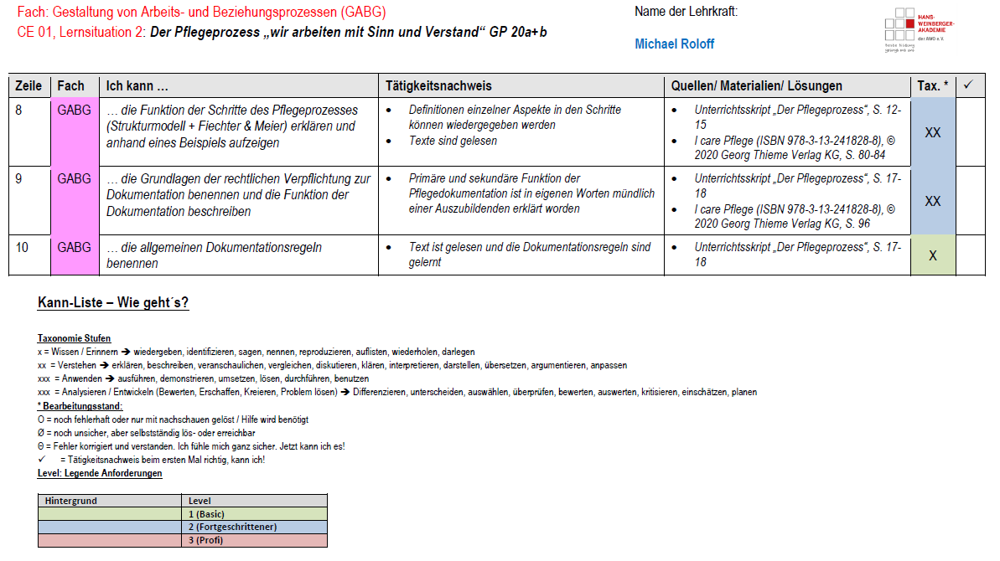 Fach: Gestaltung von Arbeits- und Beziehungsprozessen (GABG)
CE 01, Lernsituation 2: Der Pflegeprozess „wir arbeiten mit Sinn und Verstand“ GP 20a+b
Name der Lehrkraft:
Michael Roloff
HANS-
WEINBERGER-
AKADEMIE
der AWO e.V.
Zeile Fach Ich kann … Tätigkeitsnachweis Quellen/ Materialien/ Lösungen Tax. * ✓
8 GABG
… die Funktion der Schritte des Pflegeprozesses
(Strukturmodell + Fiechter & Meier) erklären und
anhand eines Beispiels aufzeigen
• Definitionen einzelner Aspekte in den Schritte
können wiedergegeben werden
• Texte sind gelesen
• Unterrichtsskript „Der Pflegeprozess“, S. 12-
15
• I care Pflege (ISBN 978-3-13-241828-8), ©
2020 Georg Thieme Verlag KG, S. 80-84
XX
9 GABG
… die Grundlagen der rechtlichen Verpflichtung zur
Dokumentation benennen und die Funktion der
Dokumentation beschreiben
• Primäre und sekundäre Funktion der
Pflegedokumentation ist in eigenen Worten mündlich
einer Auszubildenden erklärt worden
• Unterrichtsskript „Der Pflegeprozess“, S. 17-
18
• I care Pflege (ISBN 978-3-13-241828-8), ©
2020 Georg Thieme Verlag KG, S. 96
XX
10 GABG
… die allgemeinen Dokumentationsregeln
benennen
• Text ist gelesen und die Dokumentationsregeln sind
gelernt
• Unterrichtsskript „Der Pflegeprozess“, S. 17-
18
X
Kann-Liste – Wie geht´s?
Taxonomie Stufen
x = Wissen / Erinnern ➔ wiedergeben, identifizieren, sagen, nennen, reproduzieren, auflisten, wiederholen, darlegen
xx = Verstehen ➔ erklären, beschreiben, veranschaulichen, vergleichen, diskutieren, klären, interpretieren, darstellen, übersetzen, argumentieren, anpassen
xxx = Anwenden ➔ ausführen, demonstrieren, umsetzen, lösen, durchführen, benutzen
xxx = Analysieren / Entwickeln (Bewerten, Erschaffen, Kreieren, Problem lösen) ➔ Differenzieren, unterscheiden, auswählen, überprüfen, bewerten, auswerten, kritisieren, einschätzen, planen
* Bearbeitungsstand:
O = noch fehlerhaft oder nur mit nachschauen gelöst / Hilfe wird benötigt
Ø = noch unsicher, aber selbstständig lös- oder erreichbar
Θ = Fehler korrigiert und verstanden. Ich fühle mich ganz sicher. Jetzt kann ich es!
✓ = Tätigkeitsnachweis beim ersten Mal richtig, kann ich!
Level: Legende Anforderungen
Hintergrund Level
1 (Basic)
2 (Fortgeschrittener)
3 (Profi)